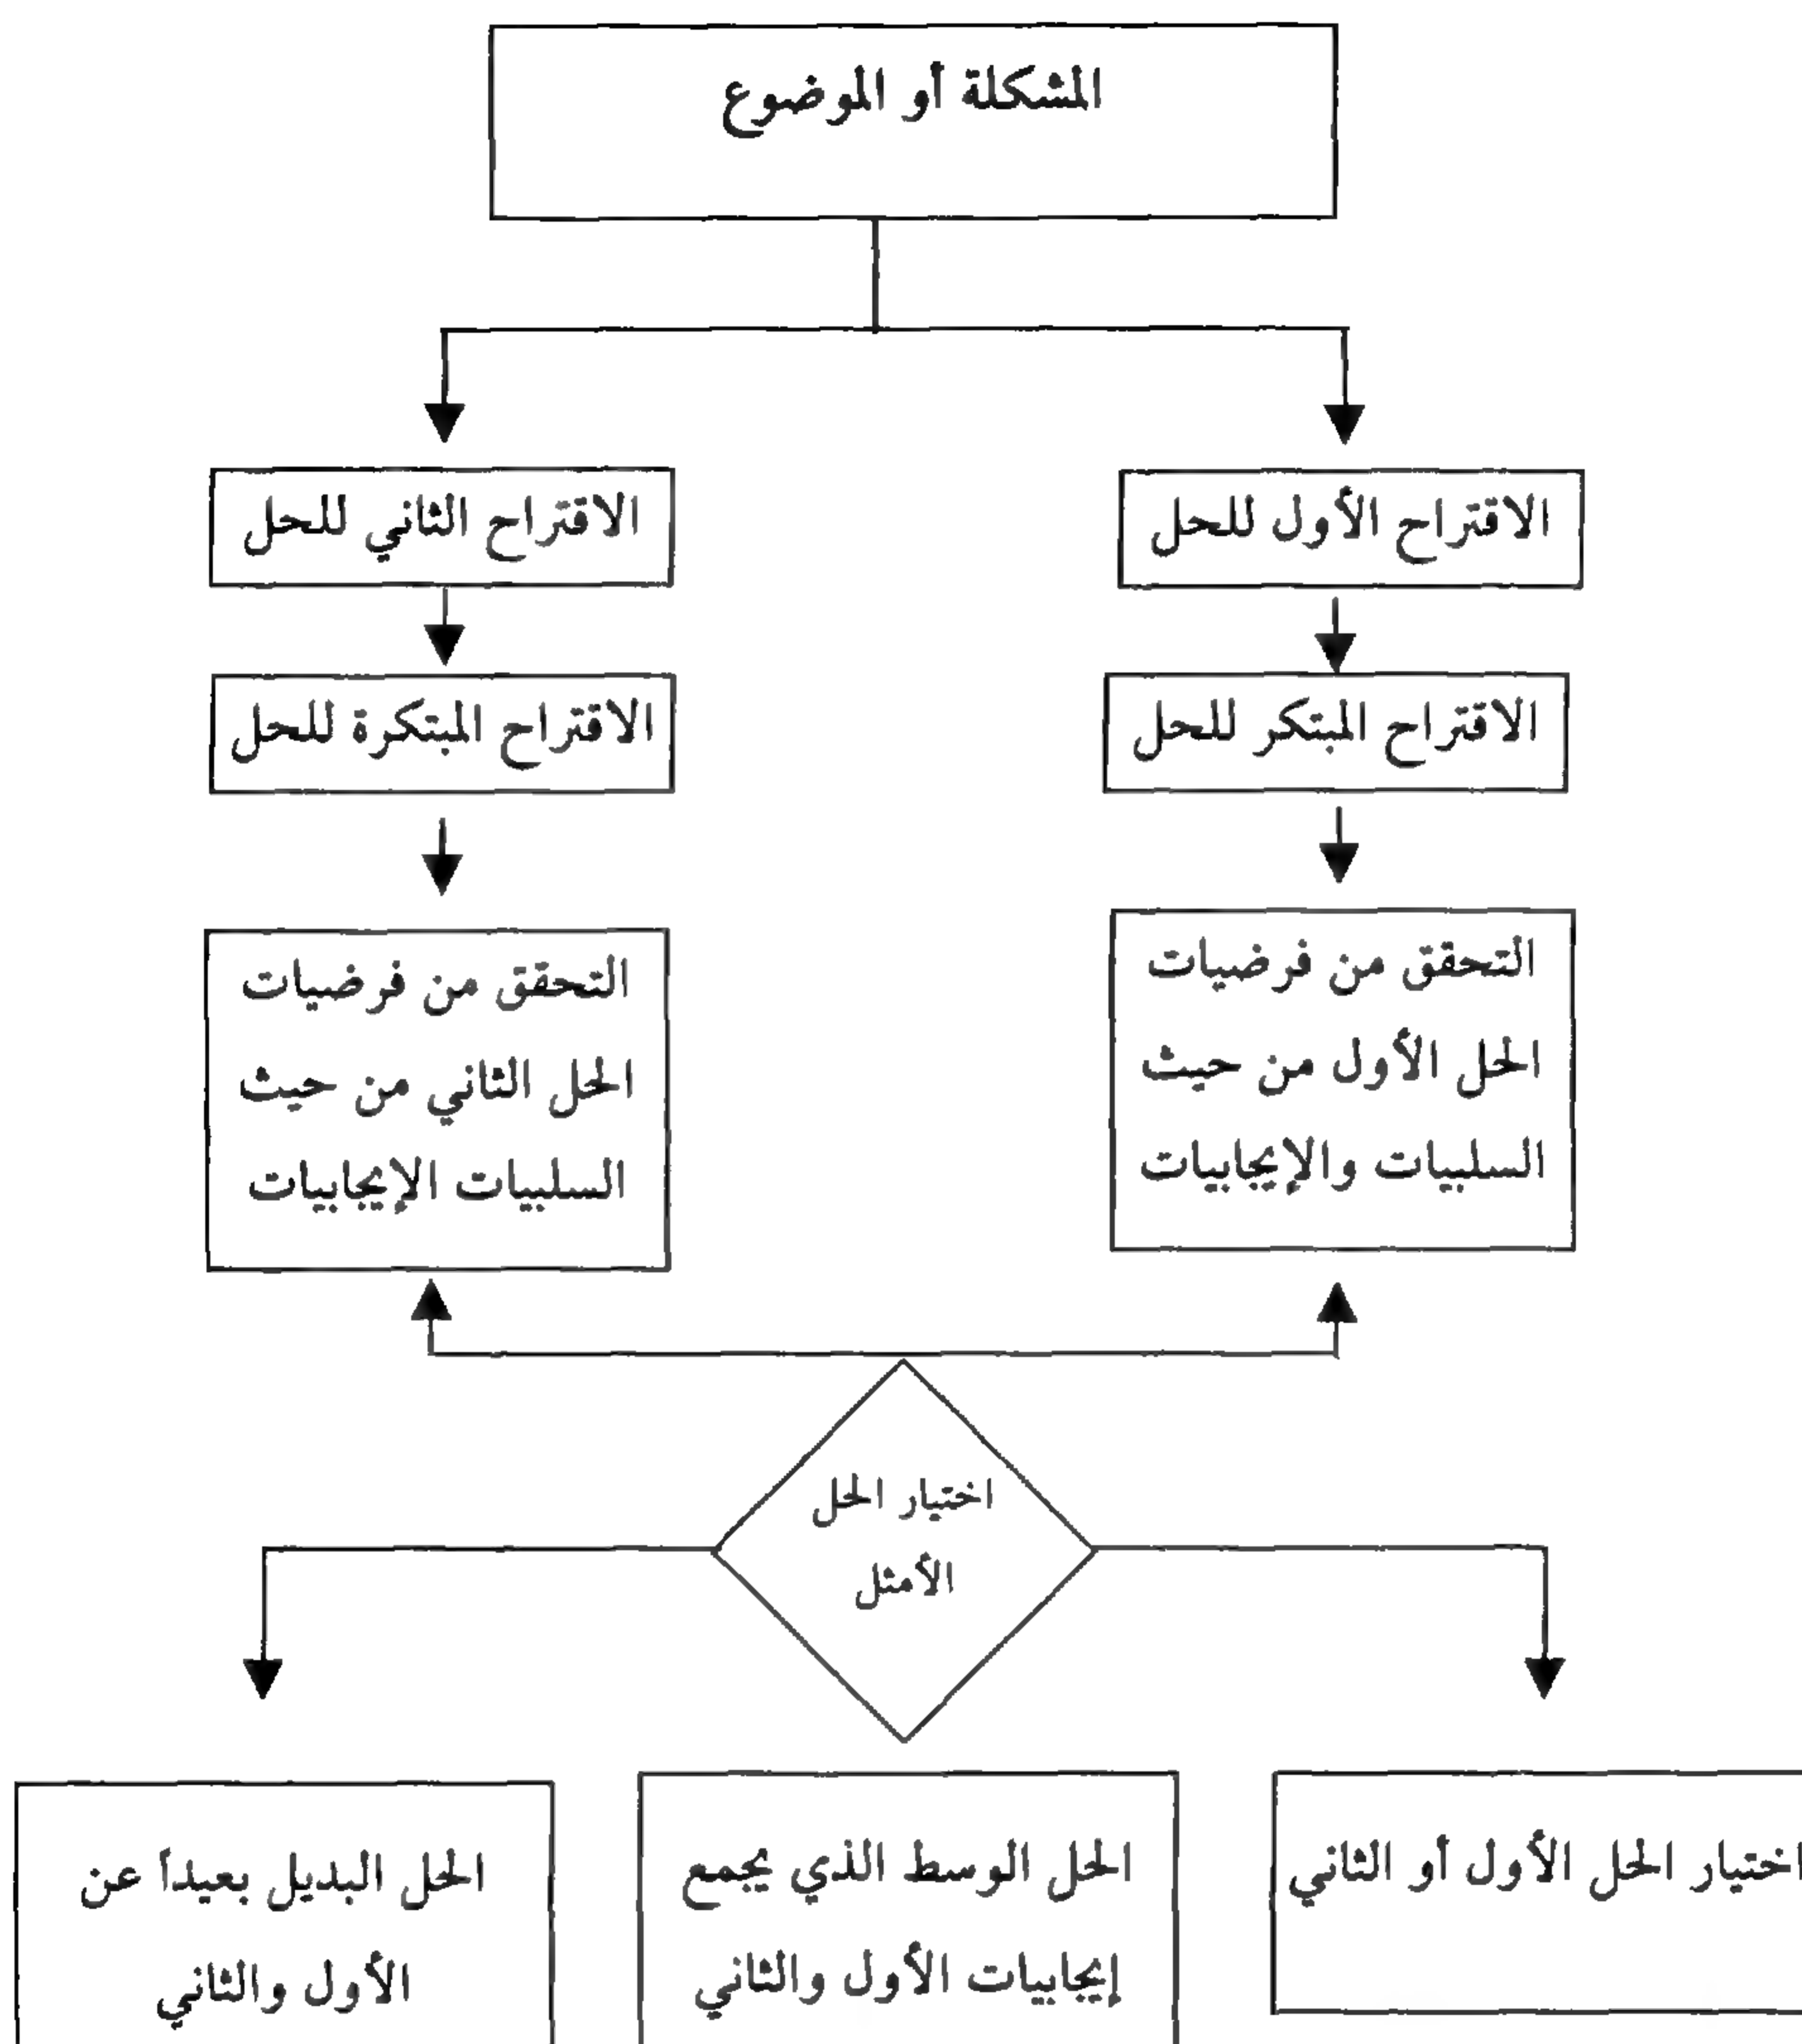 المشكلة أو الموضوع
الاقتراح الأول للحل
الاقتراح الثاني للحل
الاقتراح المبتكر للحل
الاقتراح المبتكرة للحل
التحقق من فرضيات
الحل الأول من حيث
السلبيات والإيجابيات
التحقق من فرضيات
الحل الثاني من حيث
السلبيات الإيجابيات
اختيار الحل
الأمثل
اختيار الحل الأول أو الثاني
الحل الوسط الذي يجمع
إيجابيات الأول والثاني
الحل البديل بعيداً عن
الأول والثاني